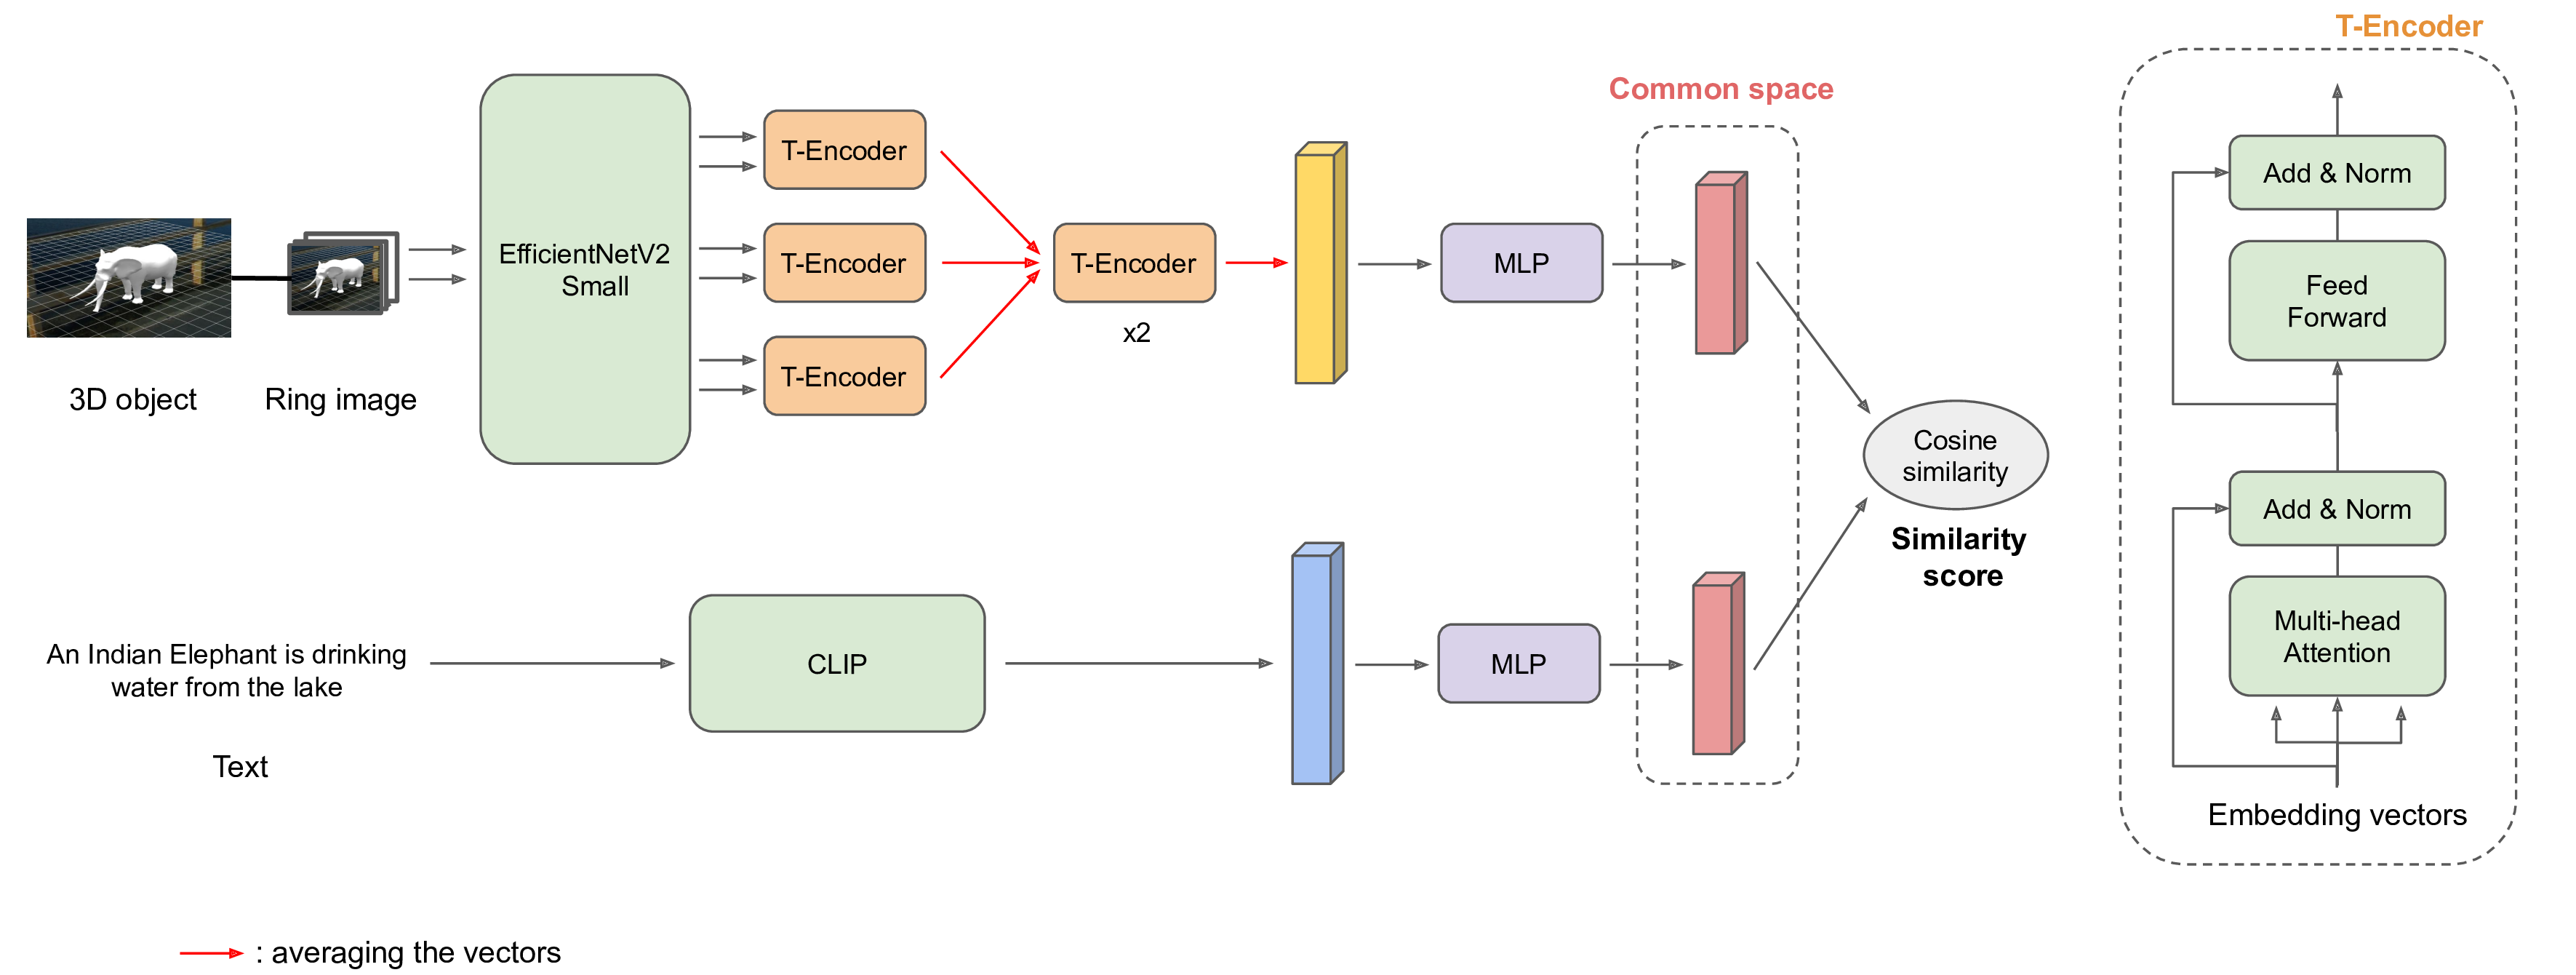 T-Encoder
Common space
T-Encoder
T-Encoder
T-Encoder
T-Encoder
x2
EfficientNetV2
Small
MLP
3D object
Ring image
Cosine
similarity
Similarity
score
An Indian Elephant is drinking
water from the lake
Text
CLIP
MLP
Add & Norm
Feed
Forward
Add & Norm
Multi-head
Attention
Embedding vectors
: averaging the vectors